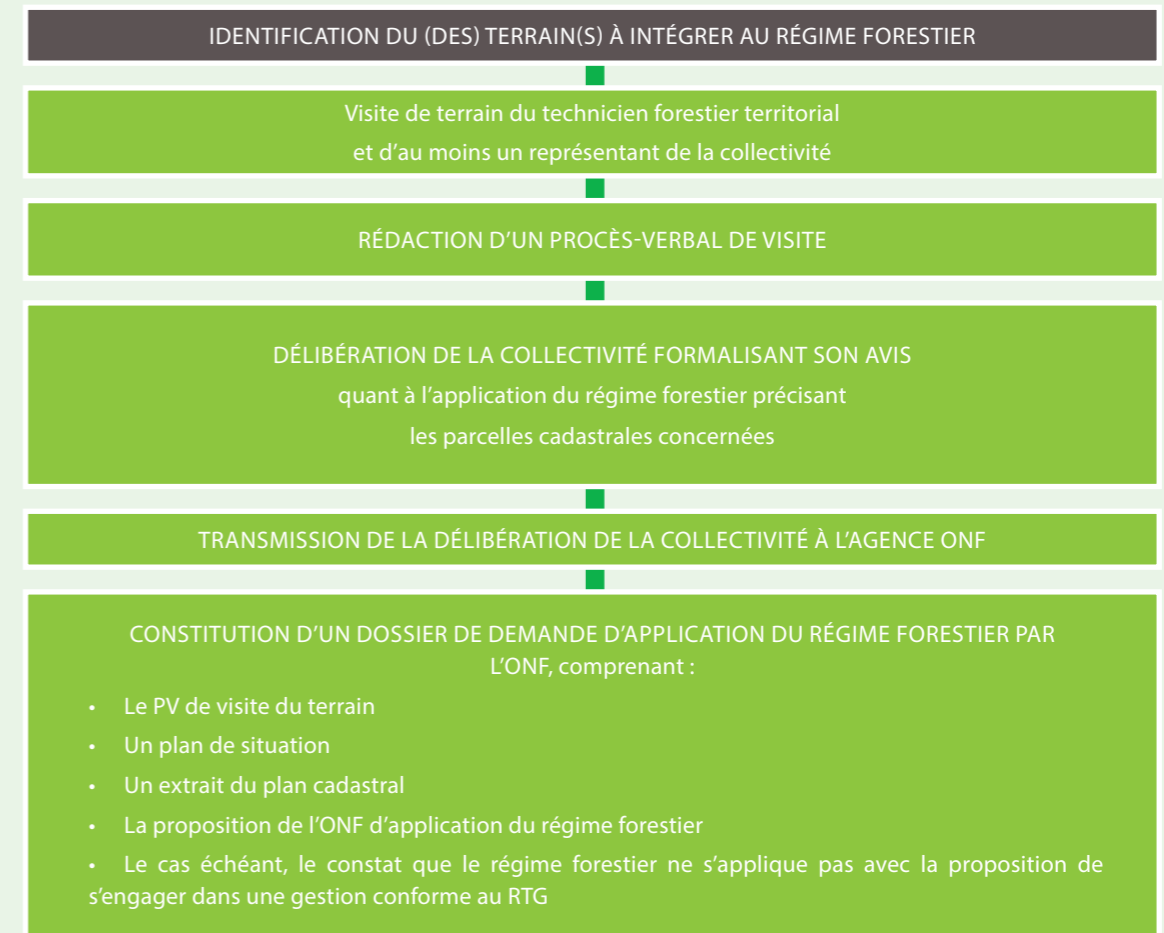 IDENTIFICATION DU (DES) TERRAIN(S) À INTÉGRER AU RÉGIME FORESTIER
Visite de terrain du technicien forestier territorial
et d’au moins un représentant de la collectivité
RÉDACTION D’UN PROCÈS-VERBAL DE VISITE
DÉLIBÉRATION DE LA COLLECTIVITÉ FORMALISANT SON AVIS
quant à l’application du régime forestier précisant
les parcelles cadastrales concernées
TRANSMISSION DE LA DÉLIBÉRATION DE LA COLLECTIVITÉ À L’AGENCE ONF
CONSTITUTION D’UN DOSSIER DE DEMANDE D’APPLICATION DU RÉGIME FORESTIER PAR
L’ONF, comprenant :
• Le PV de visite du terrain
• Un plan de situation
• Un extrait du plan cadastral
• La proposition de l’ONF d’application du régime forestier
• Le cas échéant, le constat que le régime forestier ne s’applique pas avec la proposition de
s’engager dans une gestion conforme au RTG